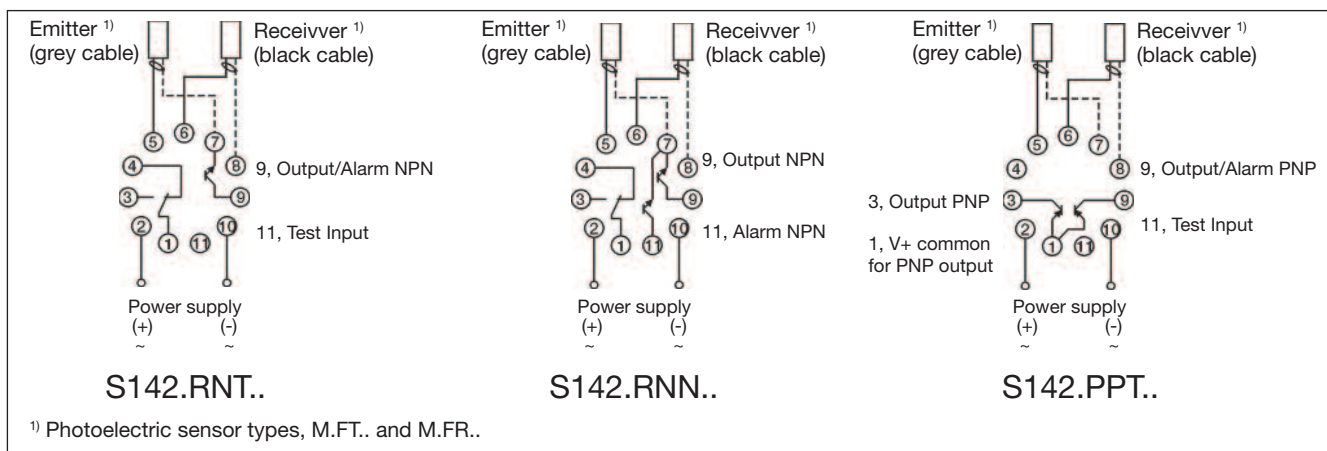 Emitter 1)
(grey cable)
Receivver 1)
(black cable)
5
6
7
4
8
9, Output/Alarm NPN
3
9
2
10
11, Test Input
1
11
Power supply
(+) (-)
~ ~
S142.RNT..
Emitter 1)
(grey cable)
Receivver 1)
(black cable)
5
6
7
4
8
9, Output NPN
3
9
2
10
11, Alarm NPN
1
11
Power supply
(+) (-)
~ ~
S142.RNN..
Emitter 1)
(grey cable)
Receivver 1)
(black cable)
5
6
7
4
8
9, Output/Alarm PNP
3, Output PNP
3
9
2
10
11, Test Input
1, V+ common
for PNP output
1
11
Power supply
(+) (-)
~ ~
S142.PPT..
1) Photoelectric sensor types, M.FT.. and M.FR..